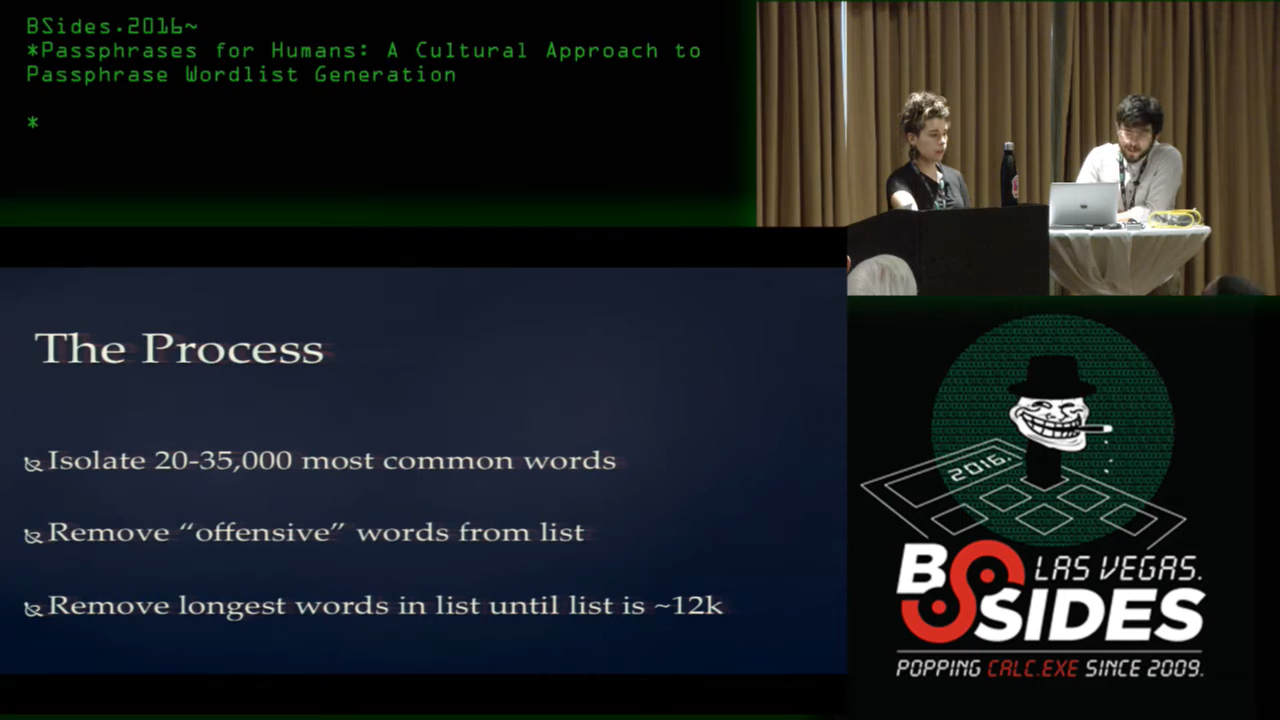 BSides.2016~
*Passphrases for Humans: A Cultural Approach to
Passphrase Wordlist Generation
*
The Process
Isolate 20-35,000 most common words
Remove “offensive” words from list
Remove longest words in list until list is ~12k
2016.
BSIDES
LAS VEGAS.
POPPING CALC.EXE SINCE 2009.